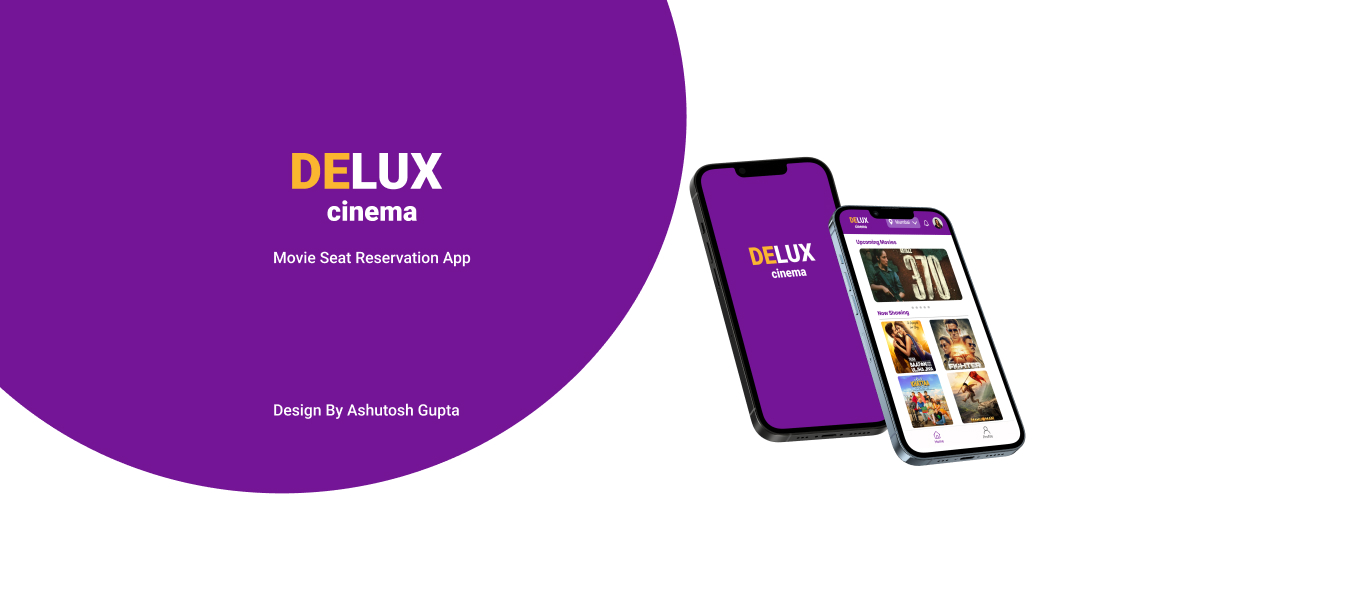 DELUX
cinema
Movie Seat Reservation App
Design By Ashutosh Gupta
DELUX
cinema
DELUX
cinema
Mumbai
Upcoming Movies
370
Now Showing
FIGHTER
Home
Profile